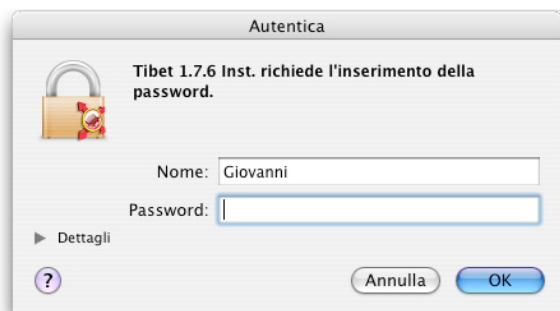 Autentica
Tibet 1.7.6 Inst. richiede l'inserimento della
password.
Nome: Giovanni
Password:
Dettagli
? Annulla OK